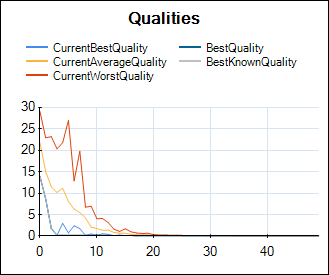 Qualities
CurrentBestQuality BestQuality
CurrentAverageQuality BestKnownQuality
CurrentWorstQuality
30
25
20
15
10
5
0
0 10 20 30 40